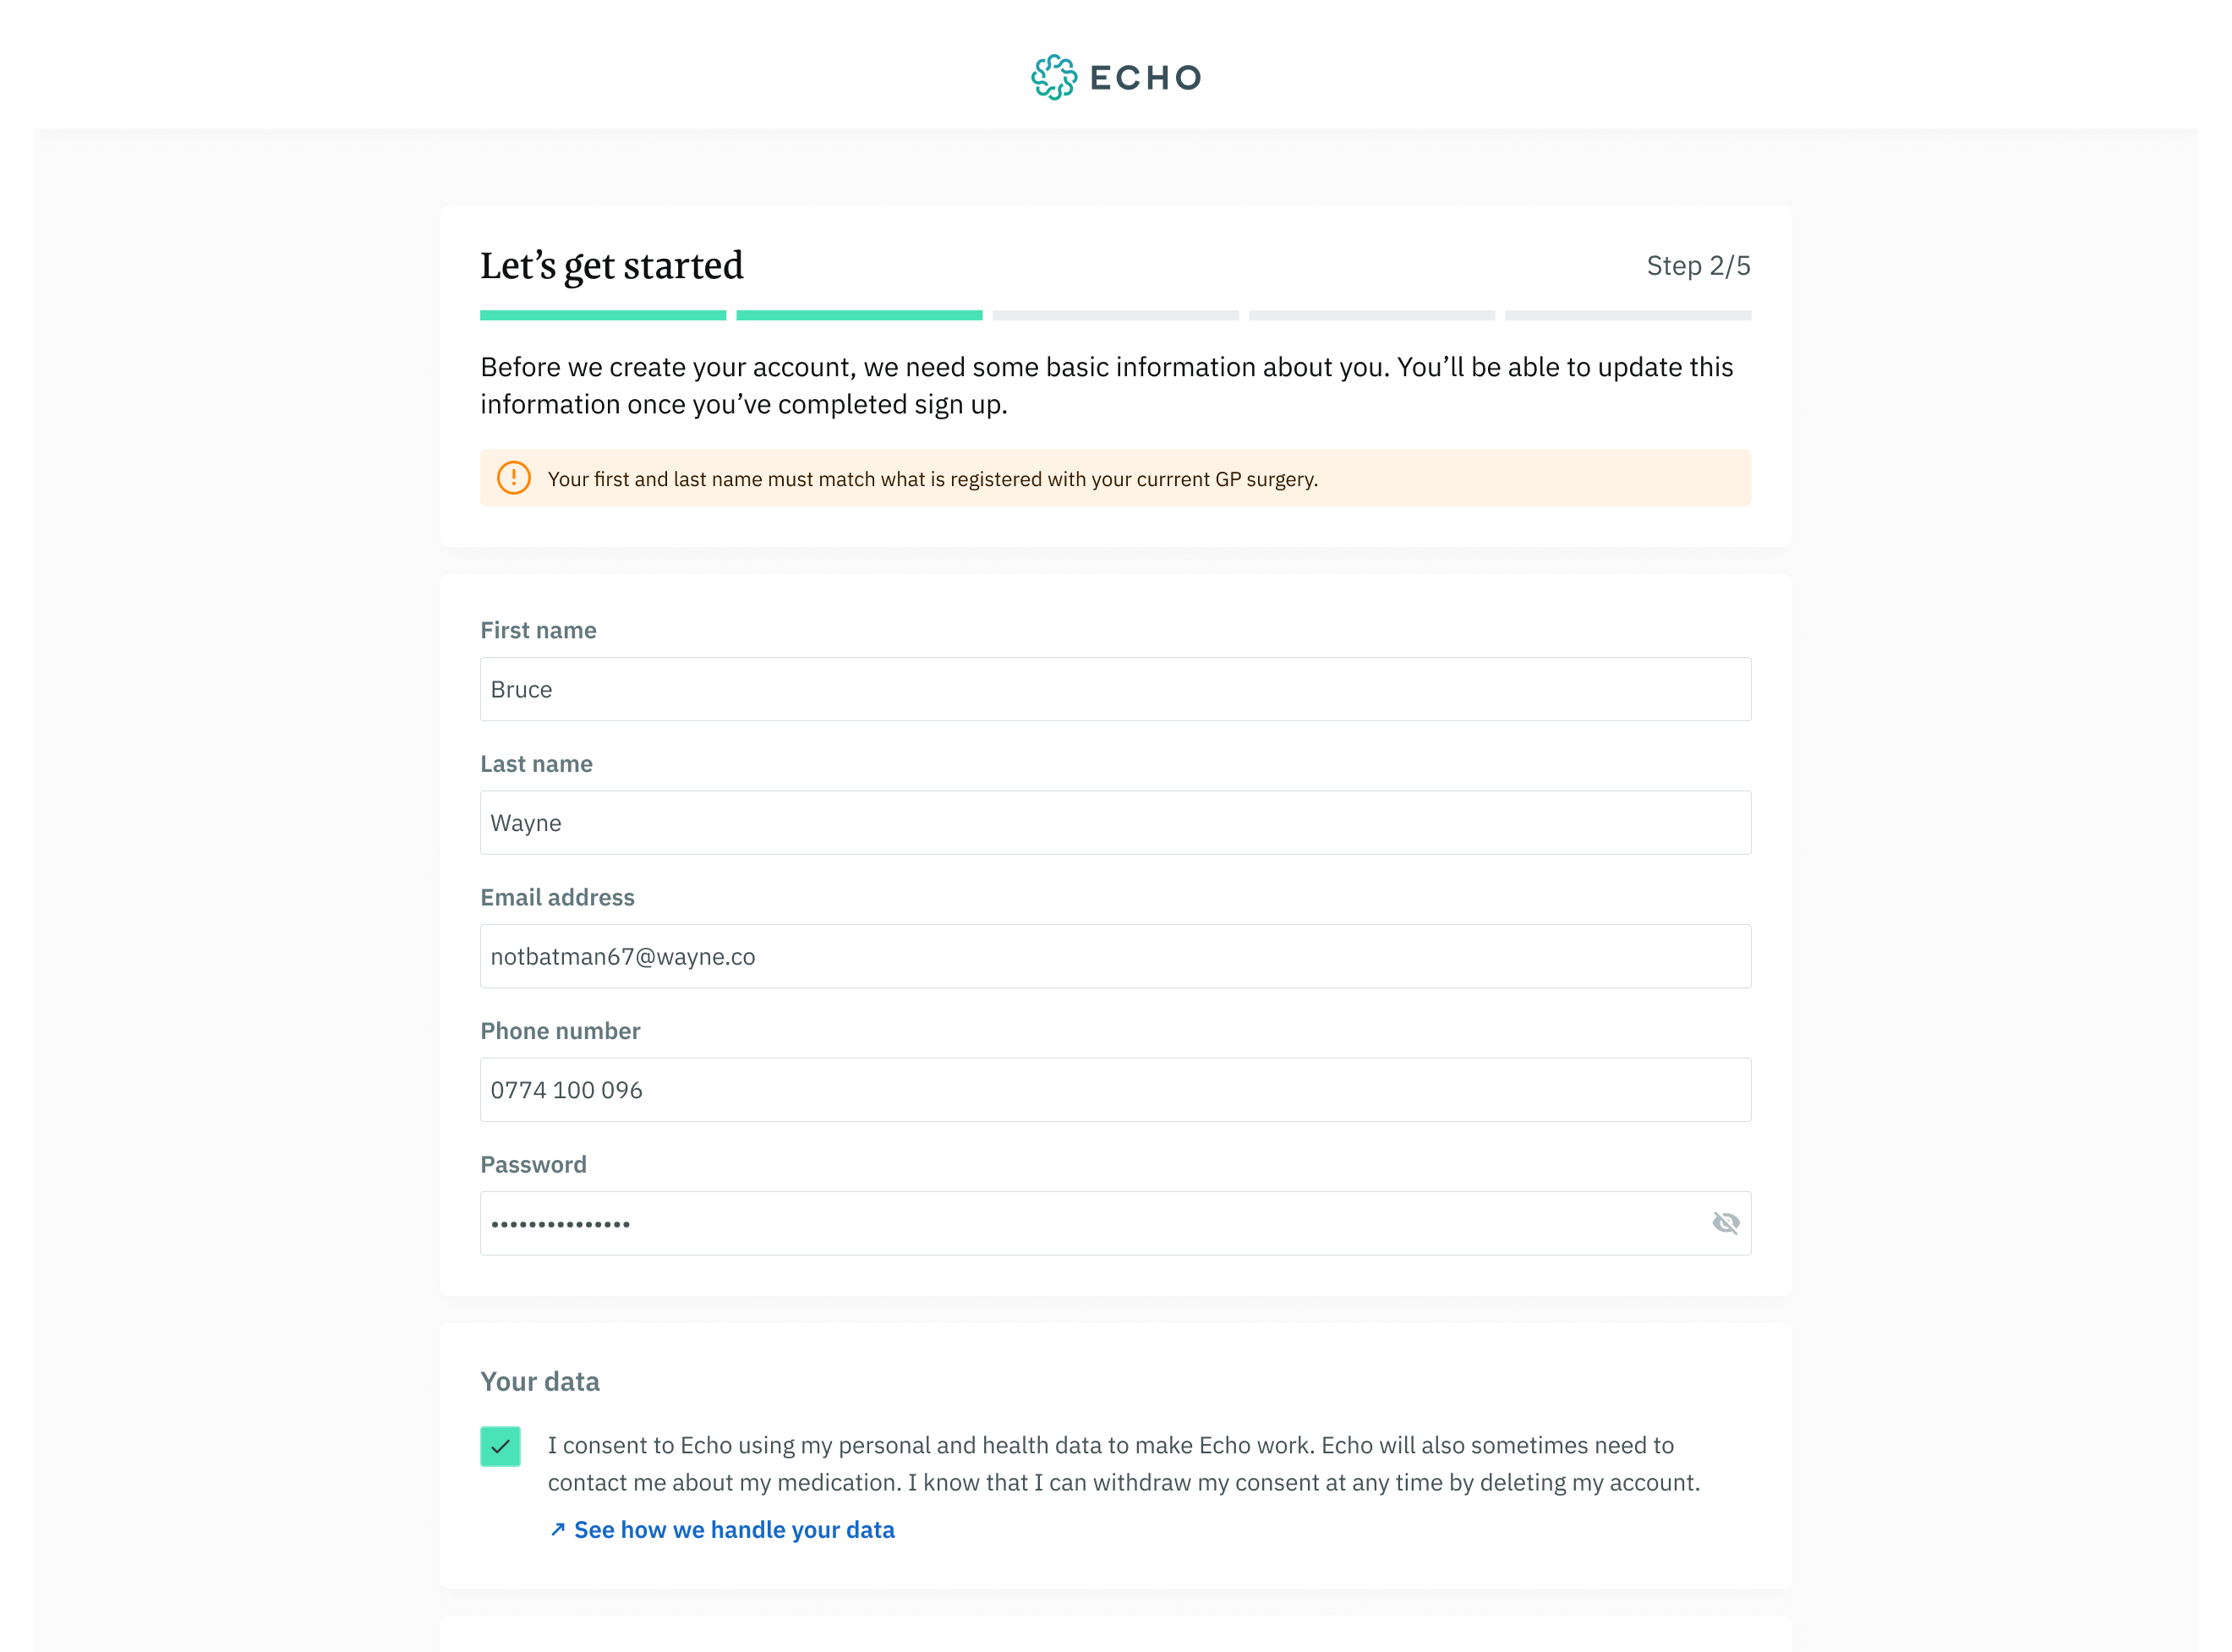 ECHO
Let’s get started
Step 2/5
Before we create your account, we need some basic information about you. You’ll be able to update this
information once you’ve completed sign up.
Your first and last name must match what is registered with your currrent GP surgery.
First name
Bruce
Last name
Wayne
Email address
notbatman67@wayne.co
Phone number
0774 100 096
Password
•••••••••••••••
Your data
I consent to Echo using my personal and health data to make Echo work. Echo will also sometimes need to
contact me about my medication. I know that I can withdraw my consent at any time by deleting my account.
See how we handle your data